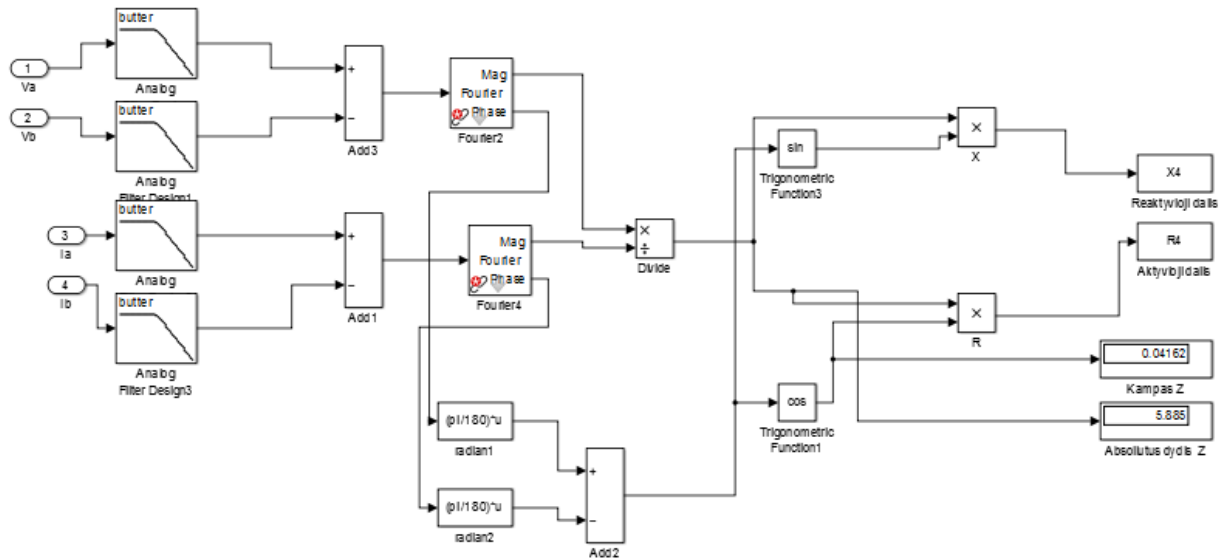 butter
1
Va
Analog
2
Vb
butter
Analog
Filter Design1
3
Ia
butter
Analog
4
Ib
butter
Analog
Filter Design3
+
−
Add3
+
−
Add1
Mag
Fourier
Phase
Fourier2
Mag
Fourier
Phase
Fourier4
(pi/180)*u
radian1
(pi/180)*u
radian2
+
−
Add2
×
÷
Divide
sin
Trigonometric
Function3
cos
Trigonometric
Function1
×
X
×
R
X4
Reaktyvioji dalis
R4
Aktyvioji dalis
0.04162
Kampas Z
5.885
Absoliutus dydis Z